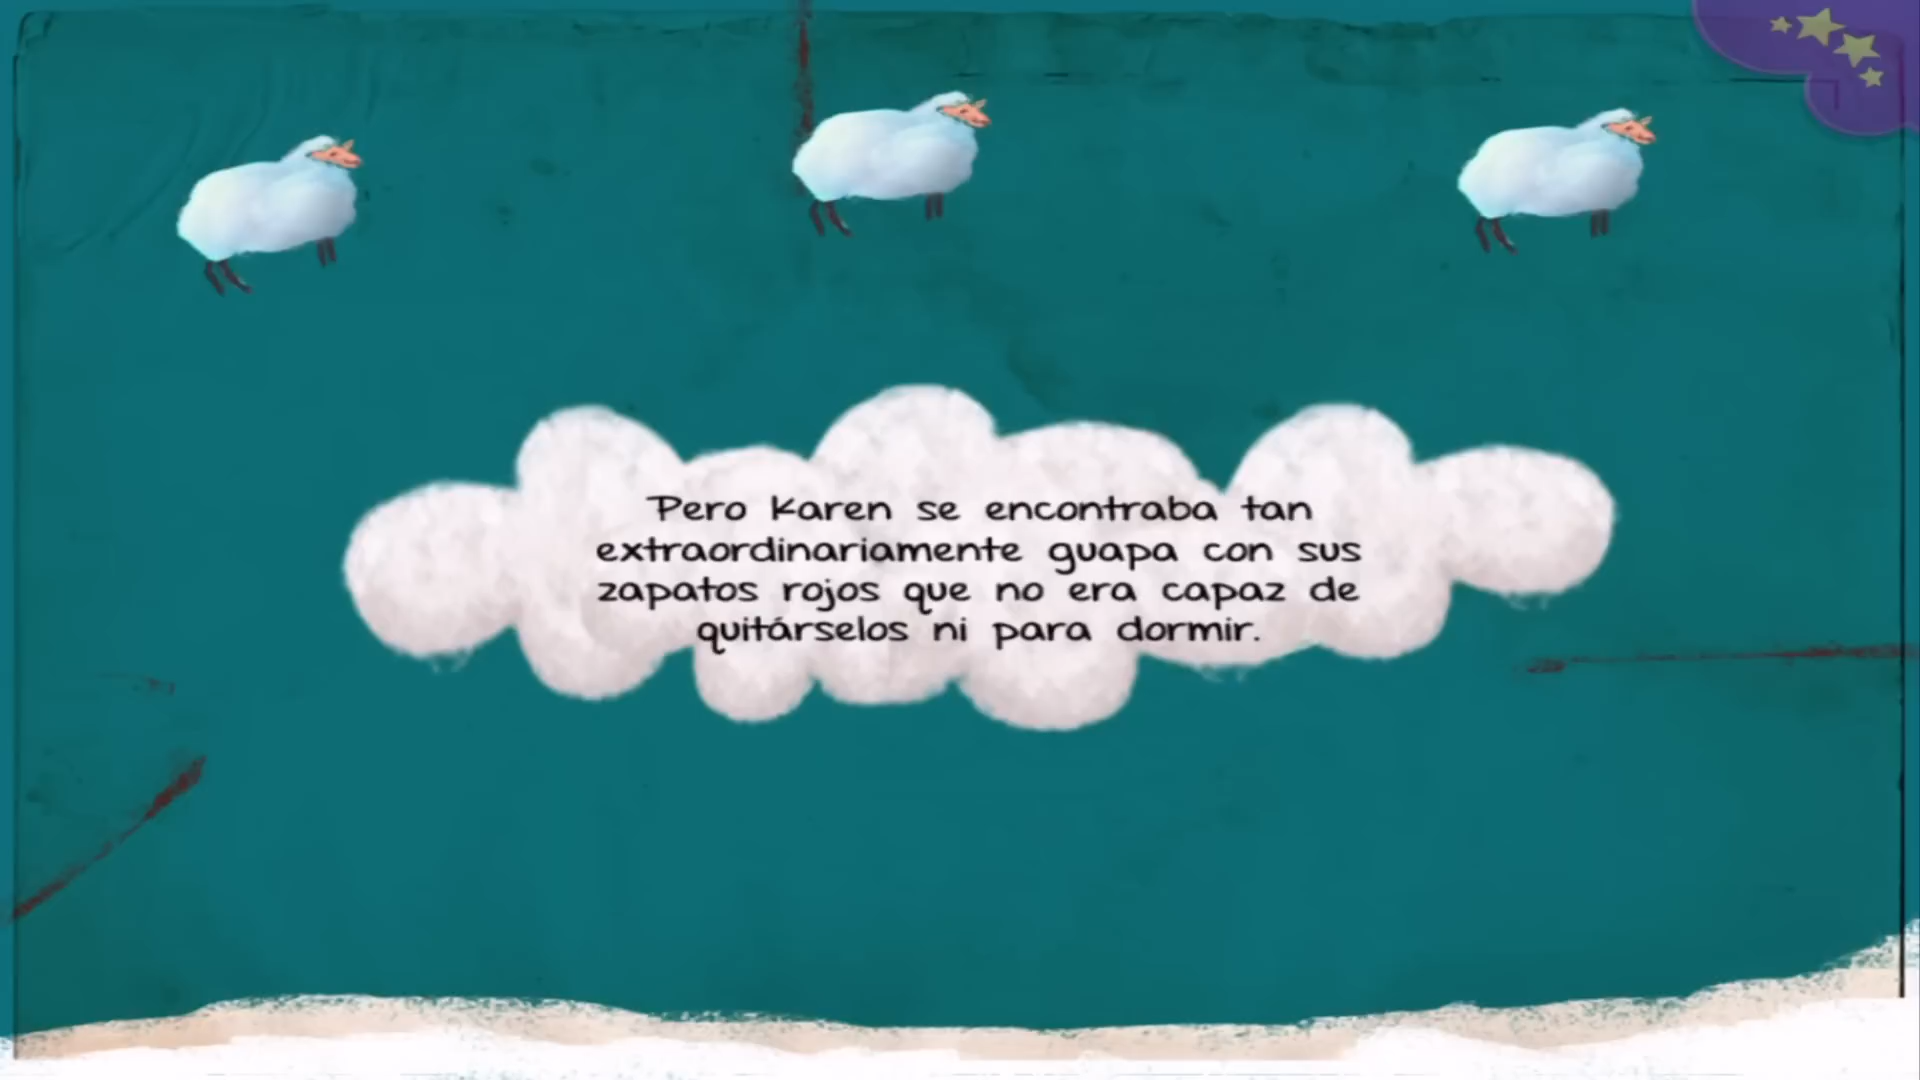 Pero Karen se encontraba tan
extraordinariamente guapa con sus
zapatos rojos que no era capaz de
quitárselos ni para dormir.